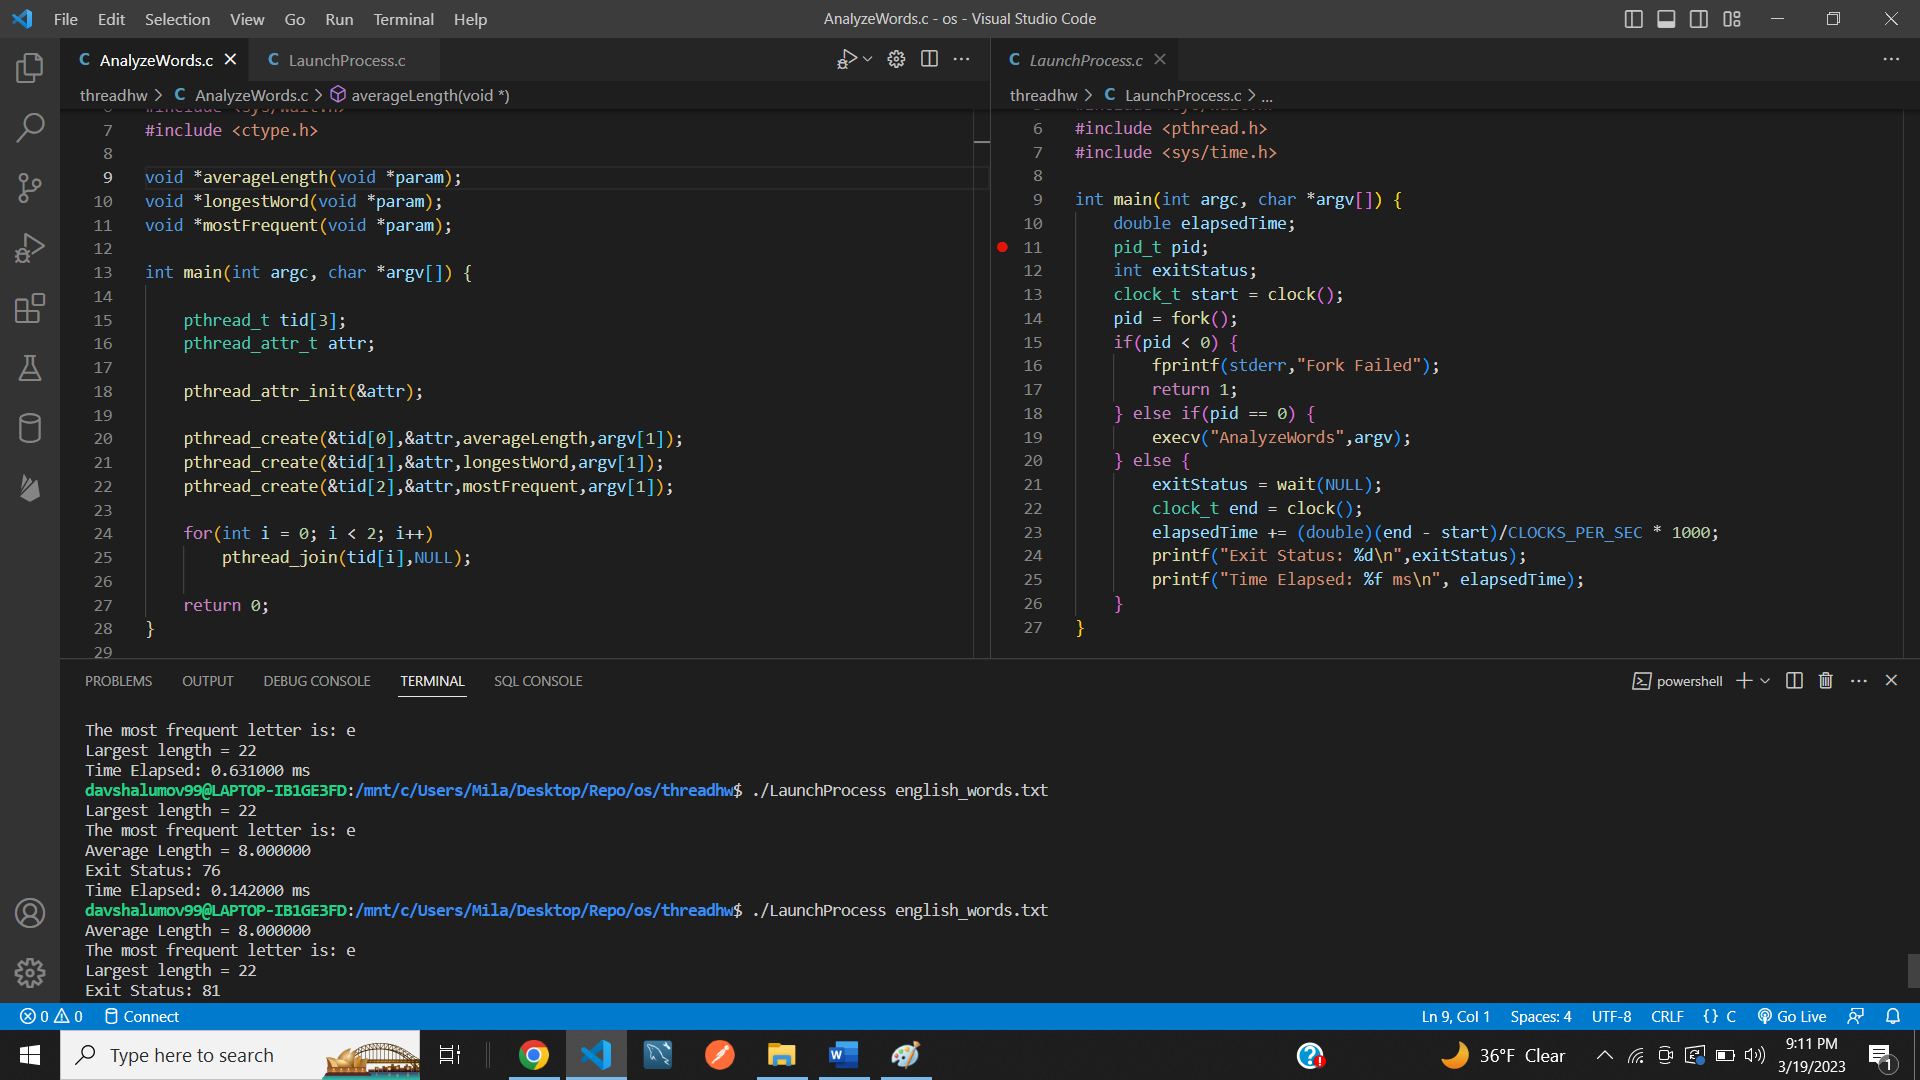 File Edit Selection View Go Run Terminal Help
AnalyzeWords.c - os - Visual Studio Code
C AnalyzeWords.c
C LaunchProcess.c
threadhw > C AnalyzeWords.c > averageLength(void *)
#include <sys/wait.h>
7 #include <ctype.h>
8
9 void *averageLength(void *param);
10 void *longestWord(void *param);
11 void *mostFrequent(void *param);
12
13 int main(int argc, char *argv[]) {
14
15 pthread_t tid[3];
16 pthread_attr_t attr;
17
18 pthread_attr_init(&attr);
19
20 pthread_create(&tid[0],&attr,averageLength,argv[1]);
21 pthread_create(&tid[1],&attr,longestWord,argv[1]);
22 pthread_create(&tid[2],&attr,mostFrequent,argv[1]);
23
24 for(int i = 0; i < 2; i++)
25 pthread_join(tid[i],NULL);
26
27 return 0;
28 }
29
C LaunchProcess.c
threadhw > C LaunchProcess.c > ...
6 #include <pthread.h>
7 #include <sys/time.h>
8
9 int main(int argc, char *argv[]) {
10 double elapsedTime;
11 pid_t pid;
12 int exitStatus;
13 clock_t start = clock();
14 pid = fork();
15 if(pid < 0) {
16 fprintf(stderr,"Fork Failed");
17 return 1;
18 } else if(pid == 0) {
19 execv("AnalyzeWords",argv);
20 } else {
21 exitStatus = wait(NULL);
22 clock_t end = clock();
23 elapsedTime += (double)(end - start)/CLOCKS_PER_SEC * 1000;
24 printf("Exit Status: %d\n",exitStatus);
25 printf("Time Elapsed: %f ms\n", elapsedTime);
26 }
27 }
PROBLEMS OUTPUT DEBUG CONSOLE TERMINAL SQL CONSOLE
powershell
The most frequent letter is: e
Largest length = 22
Time Elapsed: 0.631000 ms
davshalumov99@LAPTOP-IB1GE3FD:/mnt/c/Users/Mila/Desktop/Repo/os/threadhw$ ./LaunchProcess english_words.txt
Largest length = 22
The most frequent letter is: e
Average Length = 8.000000
Exit Status: 76
Time Elapsed: 0.142000 ms
davshalumov99@LAPTOP-IB1GE3FD:/mnt/c/Users/Mila/Desktop/Repo/os/threadhw$ ./LaunchProcess english_words.txt
Average Length = 8.000000
The most frequent letter is: e
Largest length = 22
Exit Status: 81
0 0 Connect
Ln 9, Col 1 Spaces: 4 UTF-8 CRLF {} C Go Live
Type here to search
36°F Clear
9:11 PM
3/19/2023
1